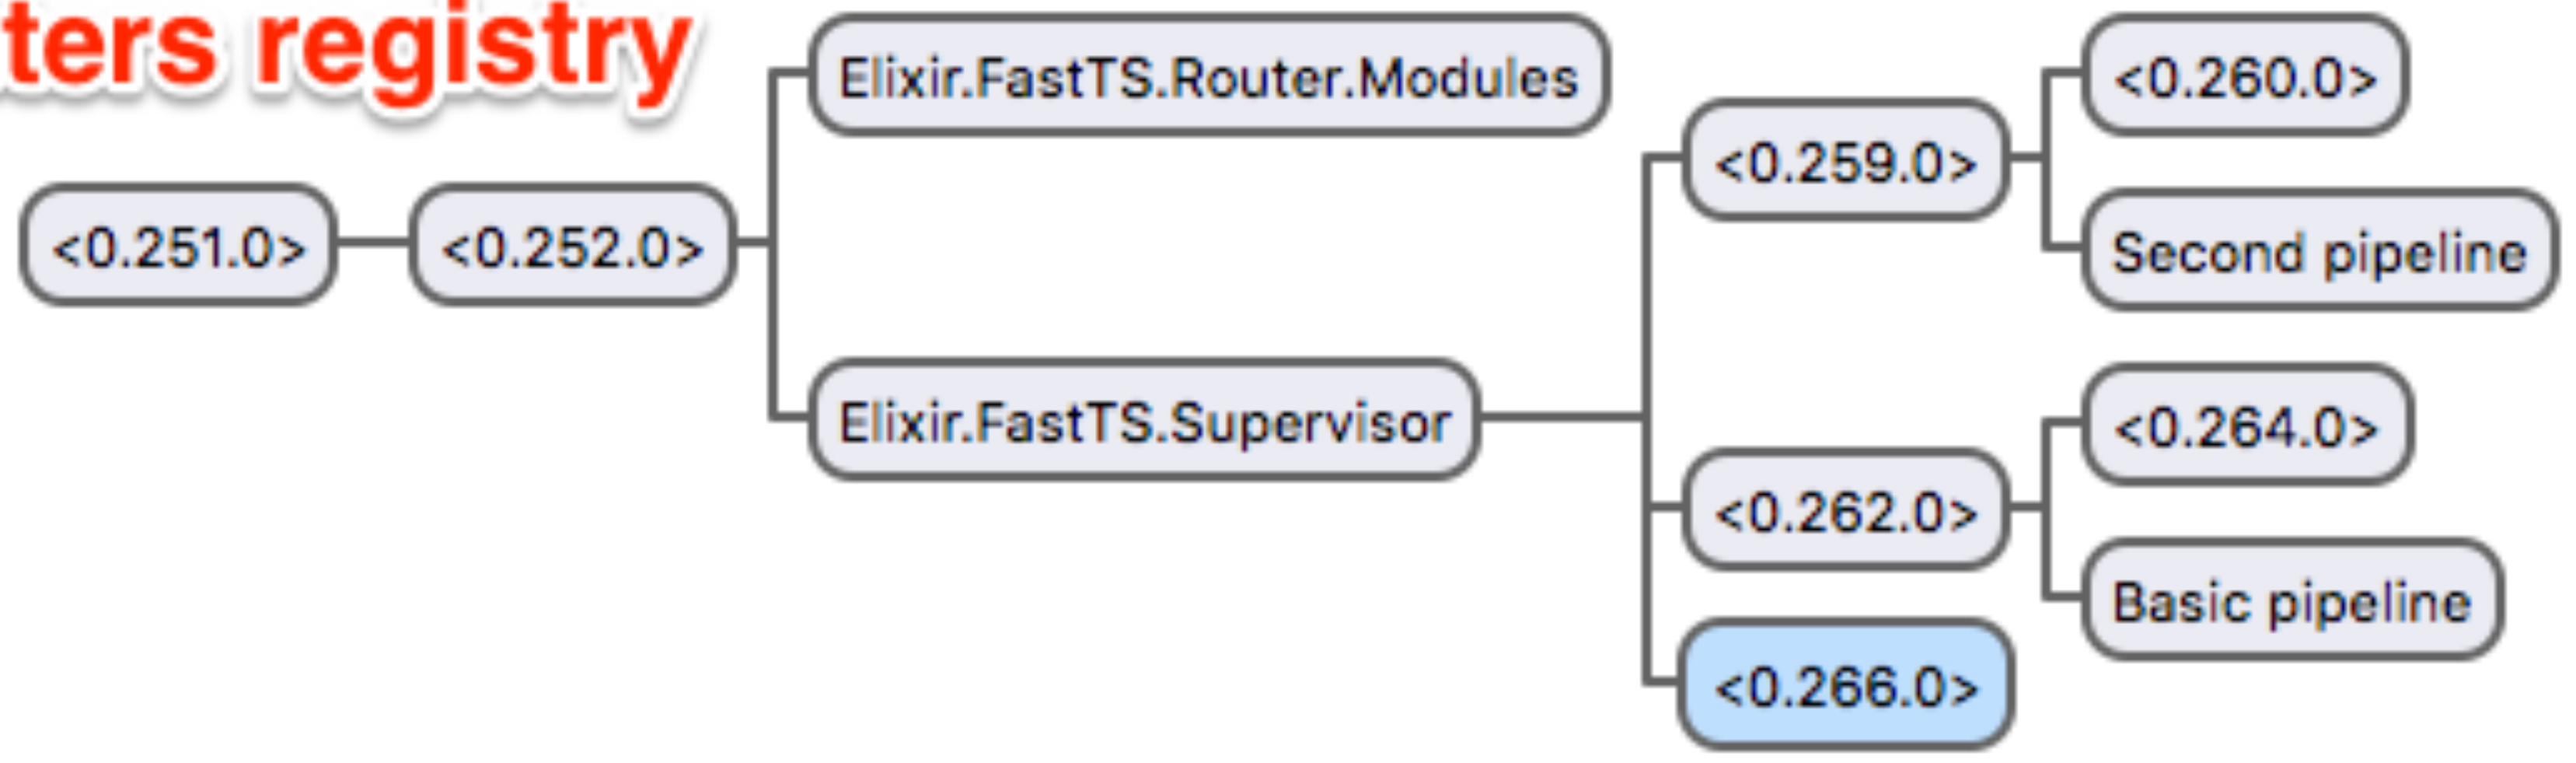 ters registry
Elixir.FastTS.Router.Modules
<0.260.0>
<0.259.0>
<0.251.0>
<0.252.0>
Second pipeline
Elixir.FastTS.Supervisor
<0.264.0>
<0.262.0>
Basic pipeline
<0.266.0>